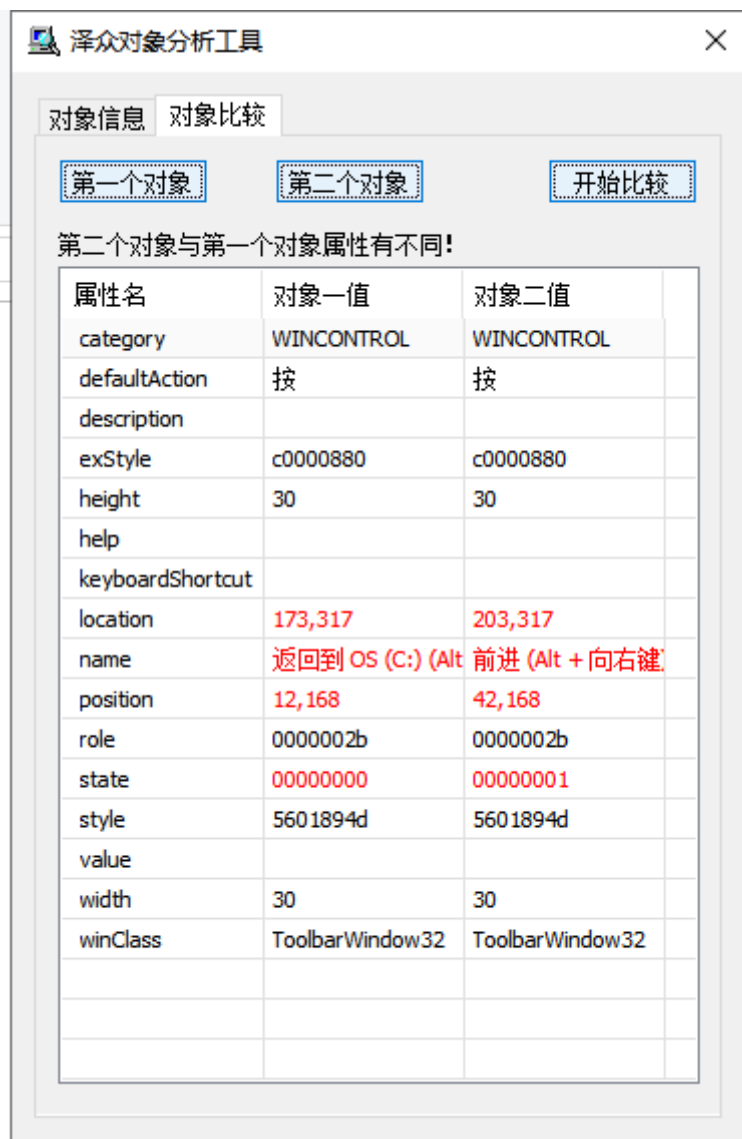 泽众对象分析工具
对象信息 对象比较
第一个对象 第二个对象 开始比较
第二个对象与第一个对象属性有不同!
属性名 对象一值 对象二值
category WINCONTROL WINCONTROL
defaultAction 按 按
description
exStyle c0000880 c0000880
height 30 30
help
keyboardShortcut
location 173,317 203,317
name 返回到 OS (C:) (Alt 前进 (Alt + 向右键)
position 12,168 42,168
role 0000002b 0000002b
state 00000000 00000001
style 5601894d 5601894d
value
width 30 30
winClass ToolbarWindow32 ToolbarWindow32